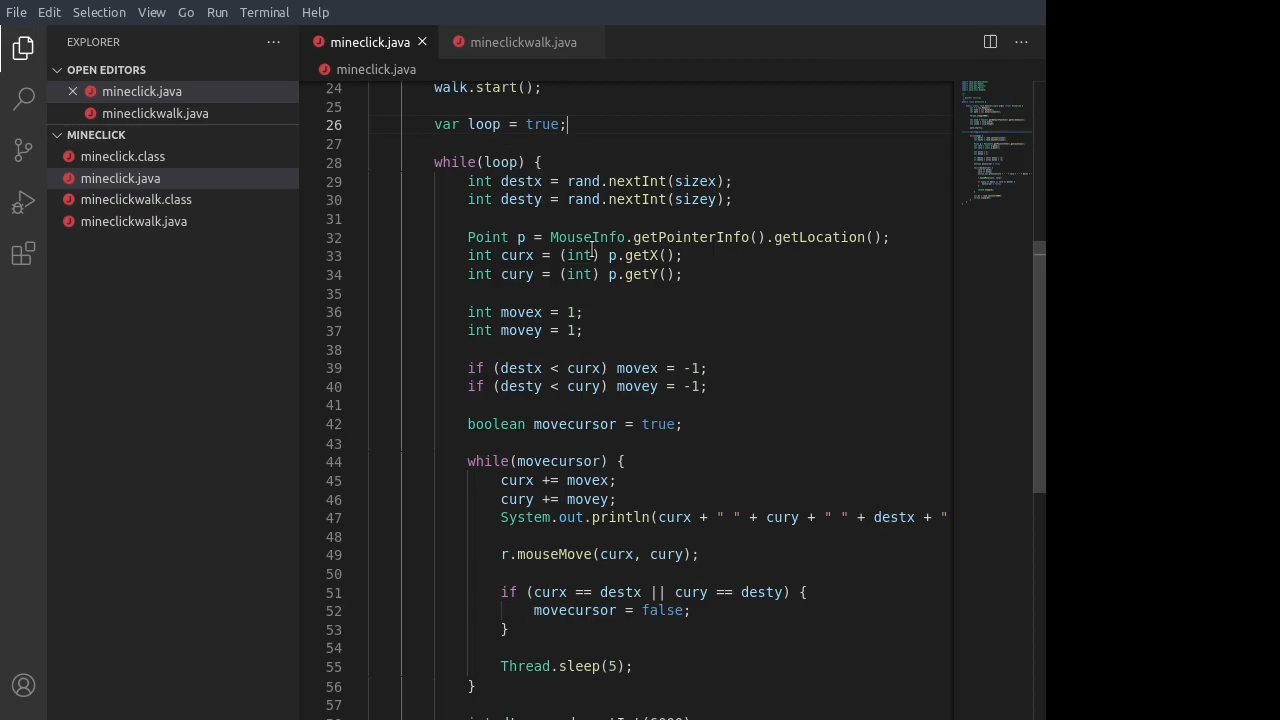 File Edit Selection View Go Run Terminal Help
EXPLORER
mineclick.java
mineclickwalk.java
OPEN EDITORS
mineclick.java
mineclickwalk.java
MINECLICK
mineclick.class
mineclick.java
mineclickwalk.class
mineclickwalk.java
mineclick.java
24 walk.start();
25
26 var loop = true;
27
28 while(loop) {
29 int destx = rand.nextInt(sizex);
30 int desty = rand.nextInt(sizey);
31
32 Point p = MouseInfo.getPointerInfo().getLocation();
33 int curx = (int) p.getX();
34 int cury = (int) p.getY();
35
36 int movex = 1;
37 int movey = 1;
38
39 if (destx < curx) movex = -1;
40 if (desty < cury) movey = -1;
41
42 boolean movecursor = true;
43
44 while(movecursor) {
45 curx += movex;
46 cury += movey;
47 System.out.println(curx + " " + cury + " " + destx + "
48
49 r.mouseMove(curx, cury);
50
51 if (curx == destx || cury == desty) {
52 movecursor = false;
53 }
54
55 Thread.sleep(5);
56 }
57